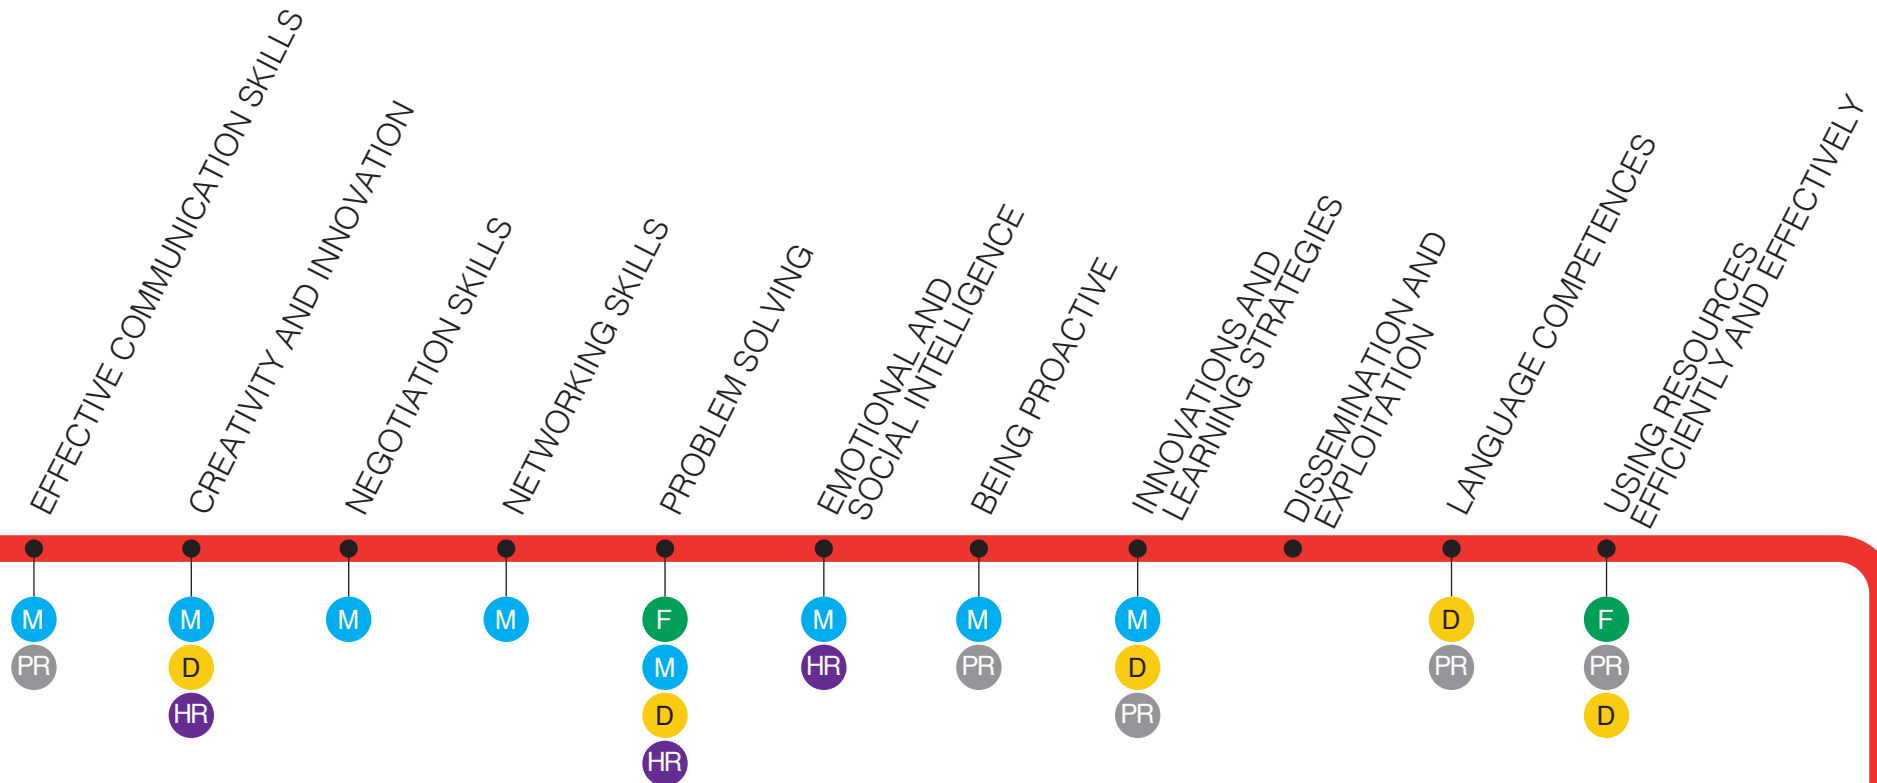 EFFECTIVE COMMUNICATION SKILLS
CREATIVITY AND INNOVATION
NEGOTIATION SKILLS
NETWORKING SKILLS
PROBLEM SOLVING
EMOTIONAL AND
SOCIAL INTELLIGENCE
BEING PROACTIVE
INNOVATIONS AND
LEARNING STRATEGIES
DISSEMINATION AND
EXPLOITATION
LANGUAGE COMPETENCES
USING RESOURCES
EFFICIENTLY AND EFFECTIVELY
M
PR
M
D
HR
M
M
F
M
D
HR
M
HR
M
PR
M
D
PR
D
PR
F
PR
D